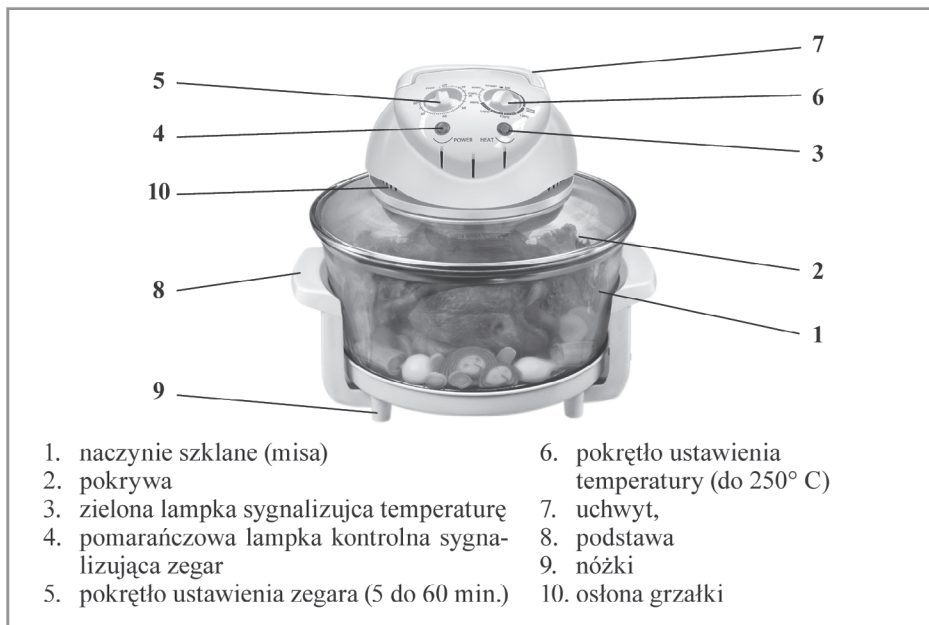 7
5
6
4
3
POWER HEAT
10
2
8
1
9
1. naczynie szklane (misa)
2. pokrywa
3. zielona lampka sygnalizujca temperaturę
4. pomarańczowa lampka kontrolna sygna-
lizująca zegar
5. pokrętło ustawienia zegara (5 do 60 min.)
6. pokrętło ustawienia
temperatury (do 250° C)
7. uchwyt,
8. podstawa
9. nóżki
10. osłona grzałki